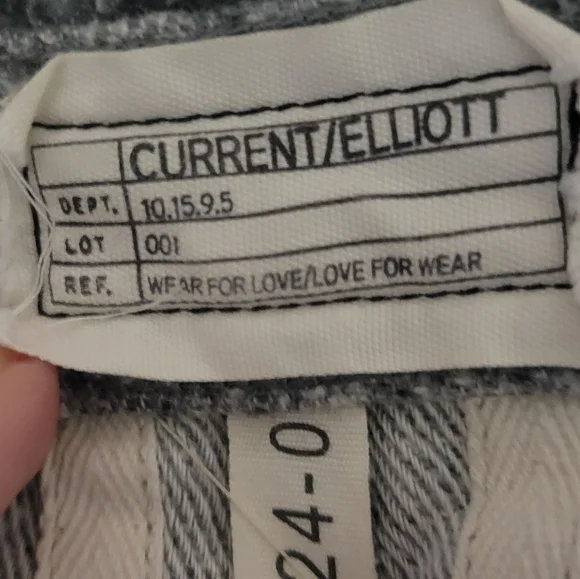 CURRENT/ELLIOTT
DEPT. 10.15.9.5
LOT 001
REF. WEAR FOR LOVE/LOVE FOR WEAR
24-0